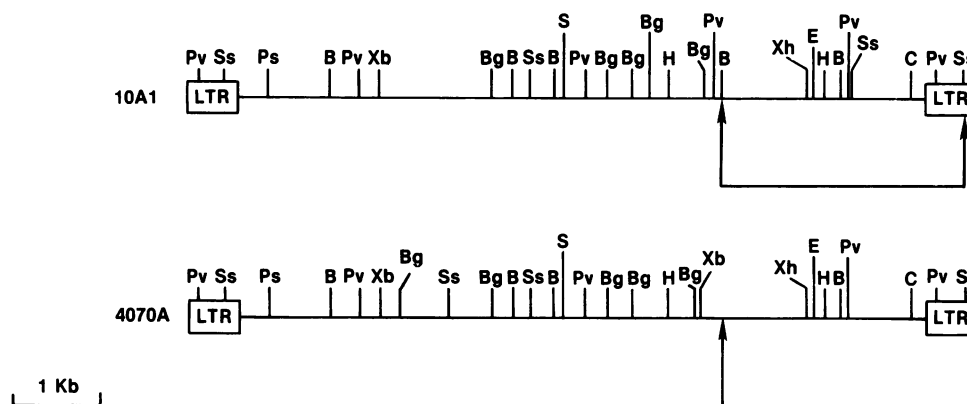 S Pv Pv
Bg E
Pv Ss Ps B Pv Xb Bg B Ss B Pv Bg Bg H Bg B Xh H B Ss C Pv
10A1 LTR LTR
S E Pv
Bg Xb
Pv Ss Ps B Pv Xb Ss Bg B Ss B Pv Bg Bg H Bg Xh H B C Pv
4070A LTR LTR
1 Kb